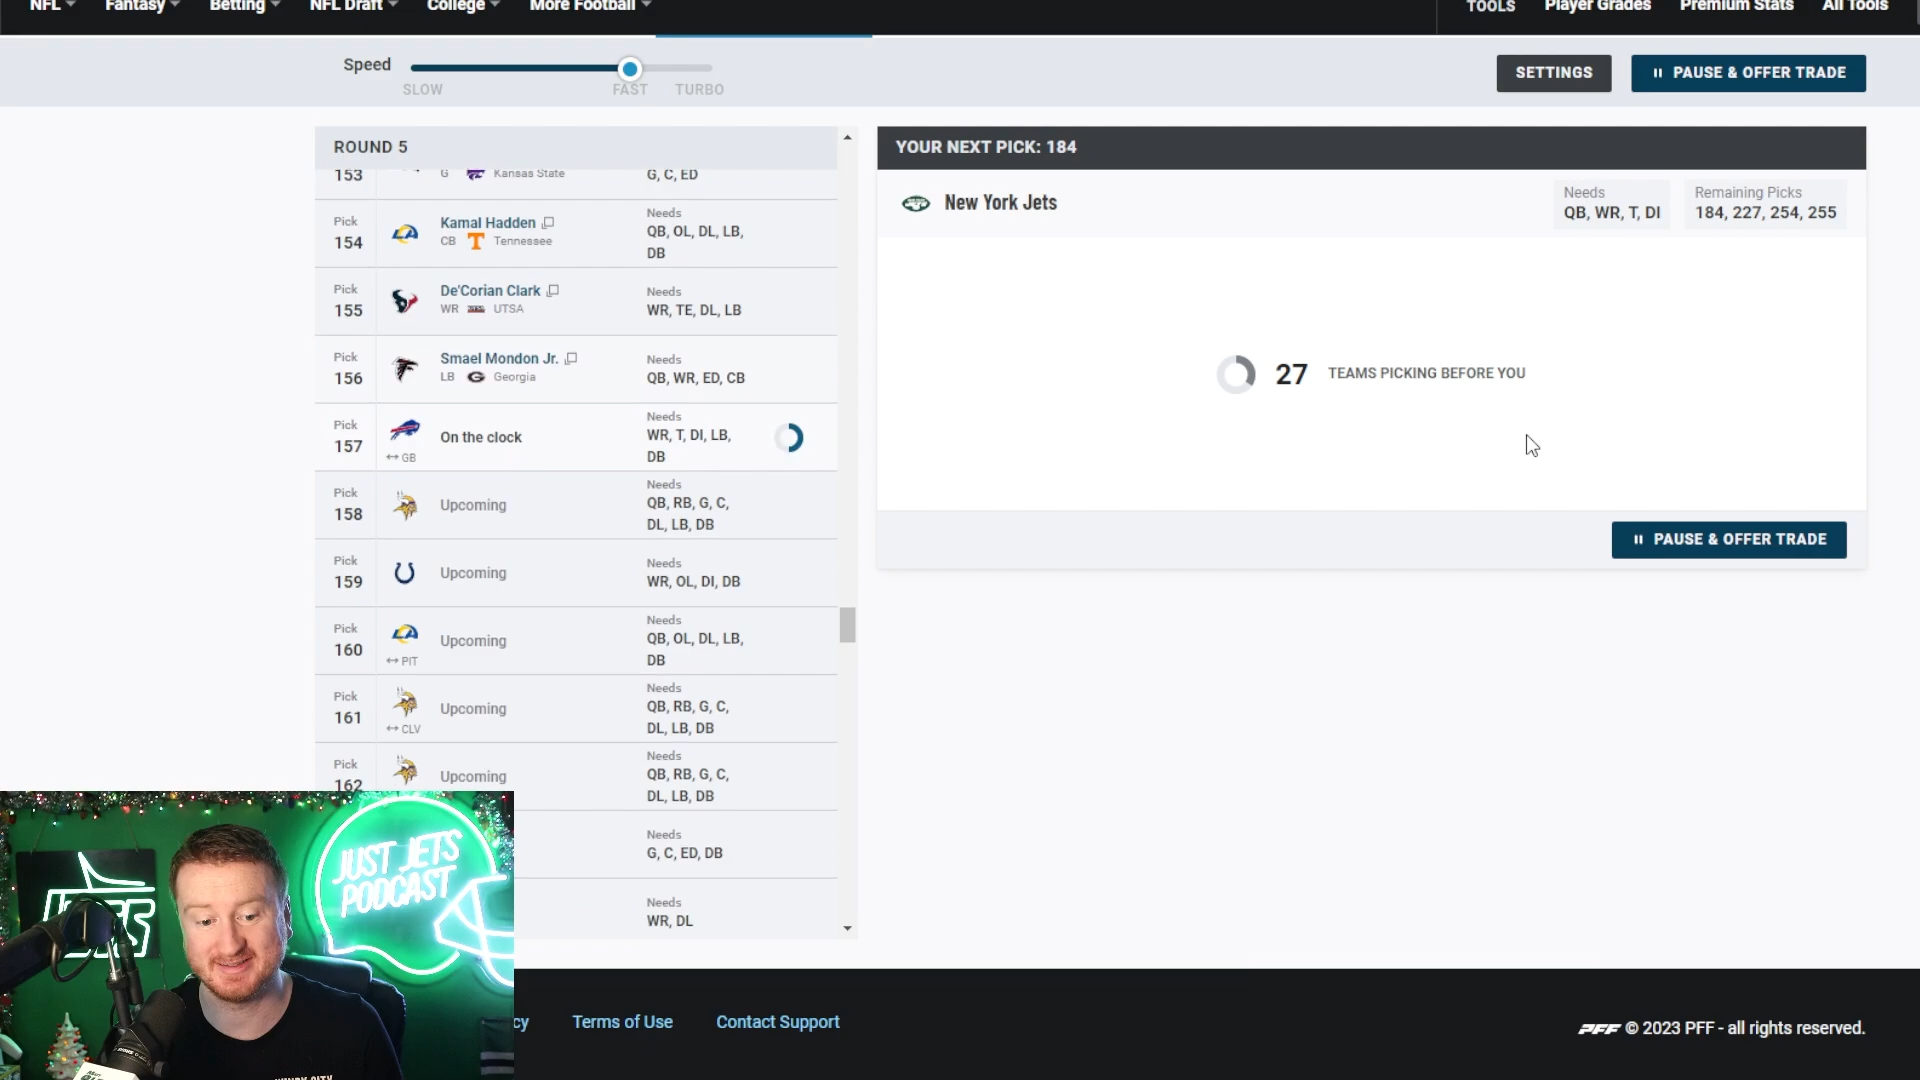 NFL Fantasy Betting NFL Draft College More Football TOOLS Player Grades Premium Stats All Tools
Speed
SLOW FAST TURBO
SETTINGS PAUSE & OFFER TRADE
ROUND 5
153 G Kansas State G, C, ED
Pick 154 Kamal Hadden CB Tennessee Needs QB, OL, DL, LB, DB
Pick 155 De'Corian Clark WR UTSA Needs WR, TE, DL, LB
Pick 156 Smael Mondon Jr. LB Georgia Needs QB, WR, ED, CB
Pick 157 GB On the clock Needs WR, T, DI, LB, DB
Pick 158 Upcoming Needs QB, RB, G, C, DL, LB, DB
Pick 159 Upcoming Needs WR, OL, DI, DB
Pick 160 PIT Upcoming Needs QB, OL, DL, LB, DB
Pick 161 CLV Upcoming Needs QB, RB, G, C, DL, LB, DB
Pick 162 Upcoming Needs QB, RB, G, C, DL, LB, DB
Needs G, C, ED, DB
Needs WR, DL
YOUR NEXT PICK: 184
New York Jets
Needs QB, WR, T, DI
Remaining Picks 184, 227, 254, 255
27 TEAMS PICKING BEFORE YOU
PAUSE & OFFER TRADE
JUST JETS
PODCAST
cy Terms of Use Contact Support
PFF © 2023 PFF - all rights reserved.